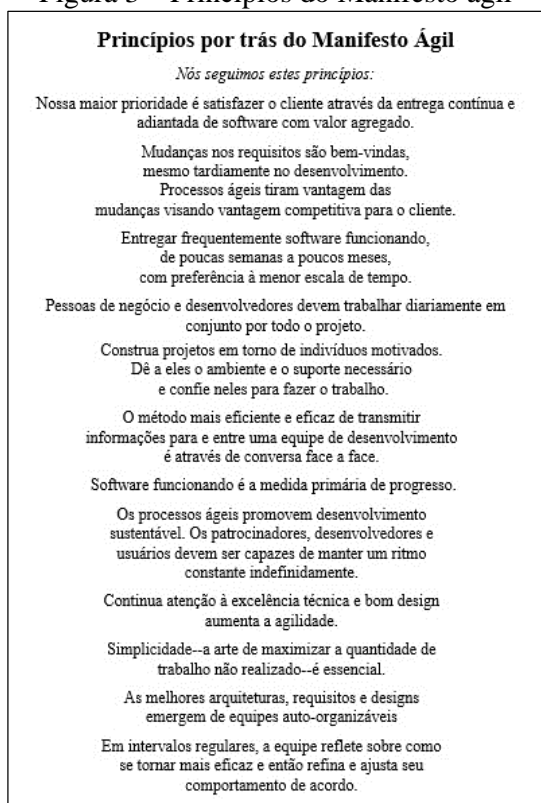 Figura 3 – Princípios do Manifesto ágil
Princípios por trás do Manifesto Ágil
Nós seguimos estes princípios:
Nossa maior prioridade é satisfazer o cliente através da entrega contínua e
adiantada de software com valor agregado.
Mudanças nos requisitos são bem-vindas,
mesmo tardiamente no desenvolvimento.
Processos ágeis tiram vantagem das
mudanças visando vantagem competitiva para o cliente.
Entregar frequentemente software funcionando,
de poucas semanas a poucos meses,
com preferência à menor escala de tempo.
Pessoas de negócio e desenvolvedores devem trabalhar diariamente em
conjunto por todo o projeto.
Construa projetos em torno de indivíduos motivados.
Dê a eles o ambiente e o suporte necessário
e confie neles para fazer o trabalho.
O método mais eficiente e eficaz de transmitir
informações para e entre uma equipe de desenvolvimento
é através de conversa face a face.
Software funcionando é a medida primária de progresso.
Os processos ágeis promovem desenvolvimento
sustentável. Os patrocinadores, desenvolvedores e
usuários devem ser capazes de manter um ritmo
constante indefinidamente.
Continua atenção à excelência técnica e bom design
aumenta a agilidade.
Simplicidade--a arte de maximizar a quantidade de
trabalho não realizado--é essencial.
As melhores arquiteturas, requisitos e designs
emergem de equipes auto-organizáveis
Em intervalos regulares, a equipe reflete sobre como
se tornar mais eficaz e então refina e ajusta seu
comportamento de acordo.